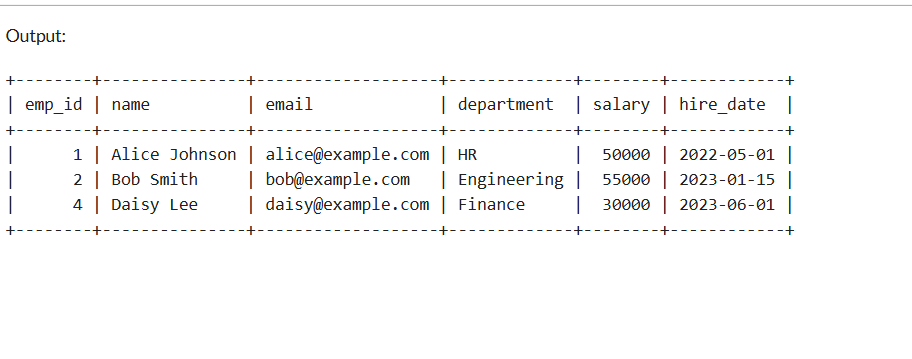 Output:
+--------+---------------+-------------------+-------------+--------+------------+
| emp_id | name          | email             | department  | salary | hire_date  |
+--------+---------------+-------------------+-------------+--------+------------+
|      1 | Alice Johnson | alice@example.com | HR          |  50000 | 2022-05-01 |
|      2 | Bob Smith     | bob@example.com   | Engineering |  55000 | 2023-01-15 |
|      4 | Daisy Lee     | daisy@example.com | Finance     |  30000 | 2023-06-01 |
+--------+---------------+-------------------+-------------+--------+------------+